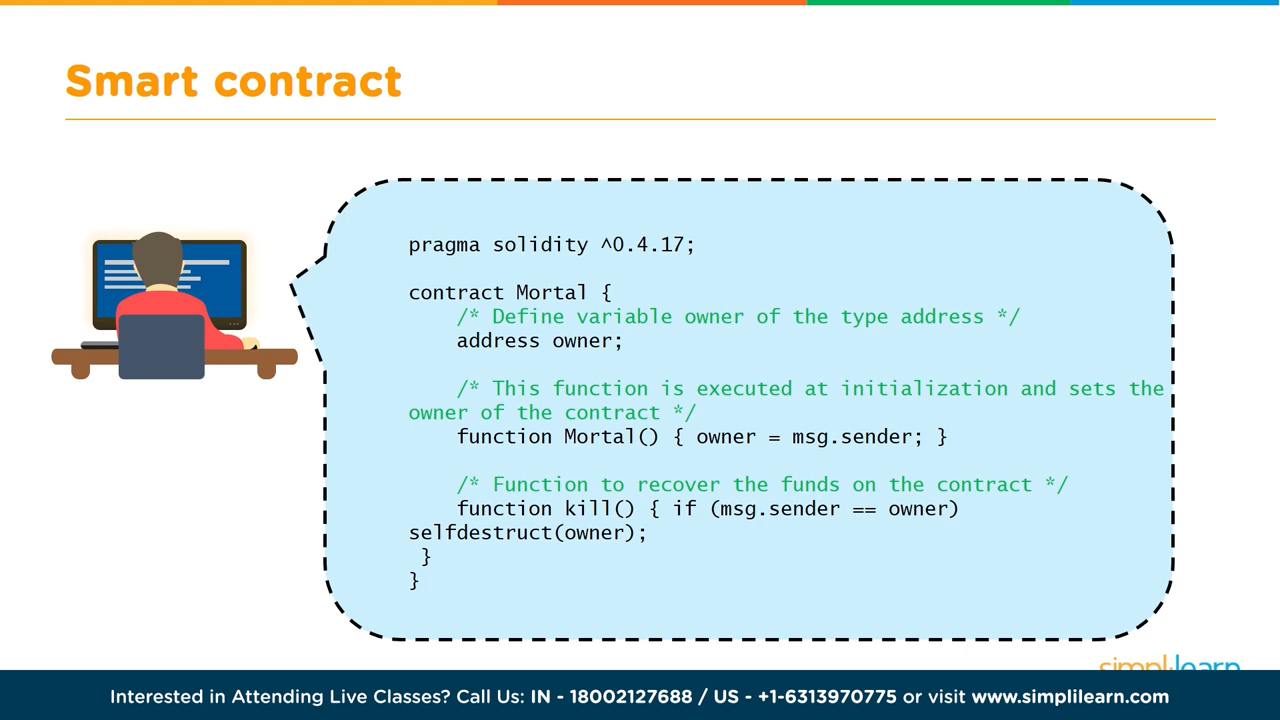 Smart contract
pragma solidity ^0.4.17;
contract Mortal {
/* Define variable owner of the type address */
address owner;
/* This function is executed at initialization and sets the
owner of the contract */
function Mortal() { owner = msg.sender; }
/* Function to recover the funds on the contract */
function kill() { if (msg.sender == owner)
selfdestruct(owner);
}
}
simplilearn
Interested in Attending Live Classes? Call Us: IN - 18002127688 / US - +1-6313970775 or visit www.simplilearn.com